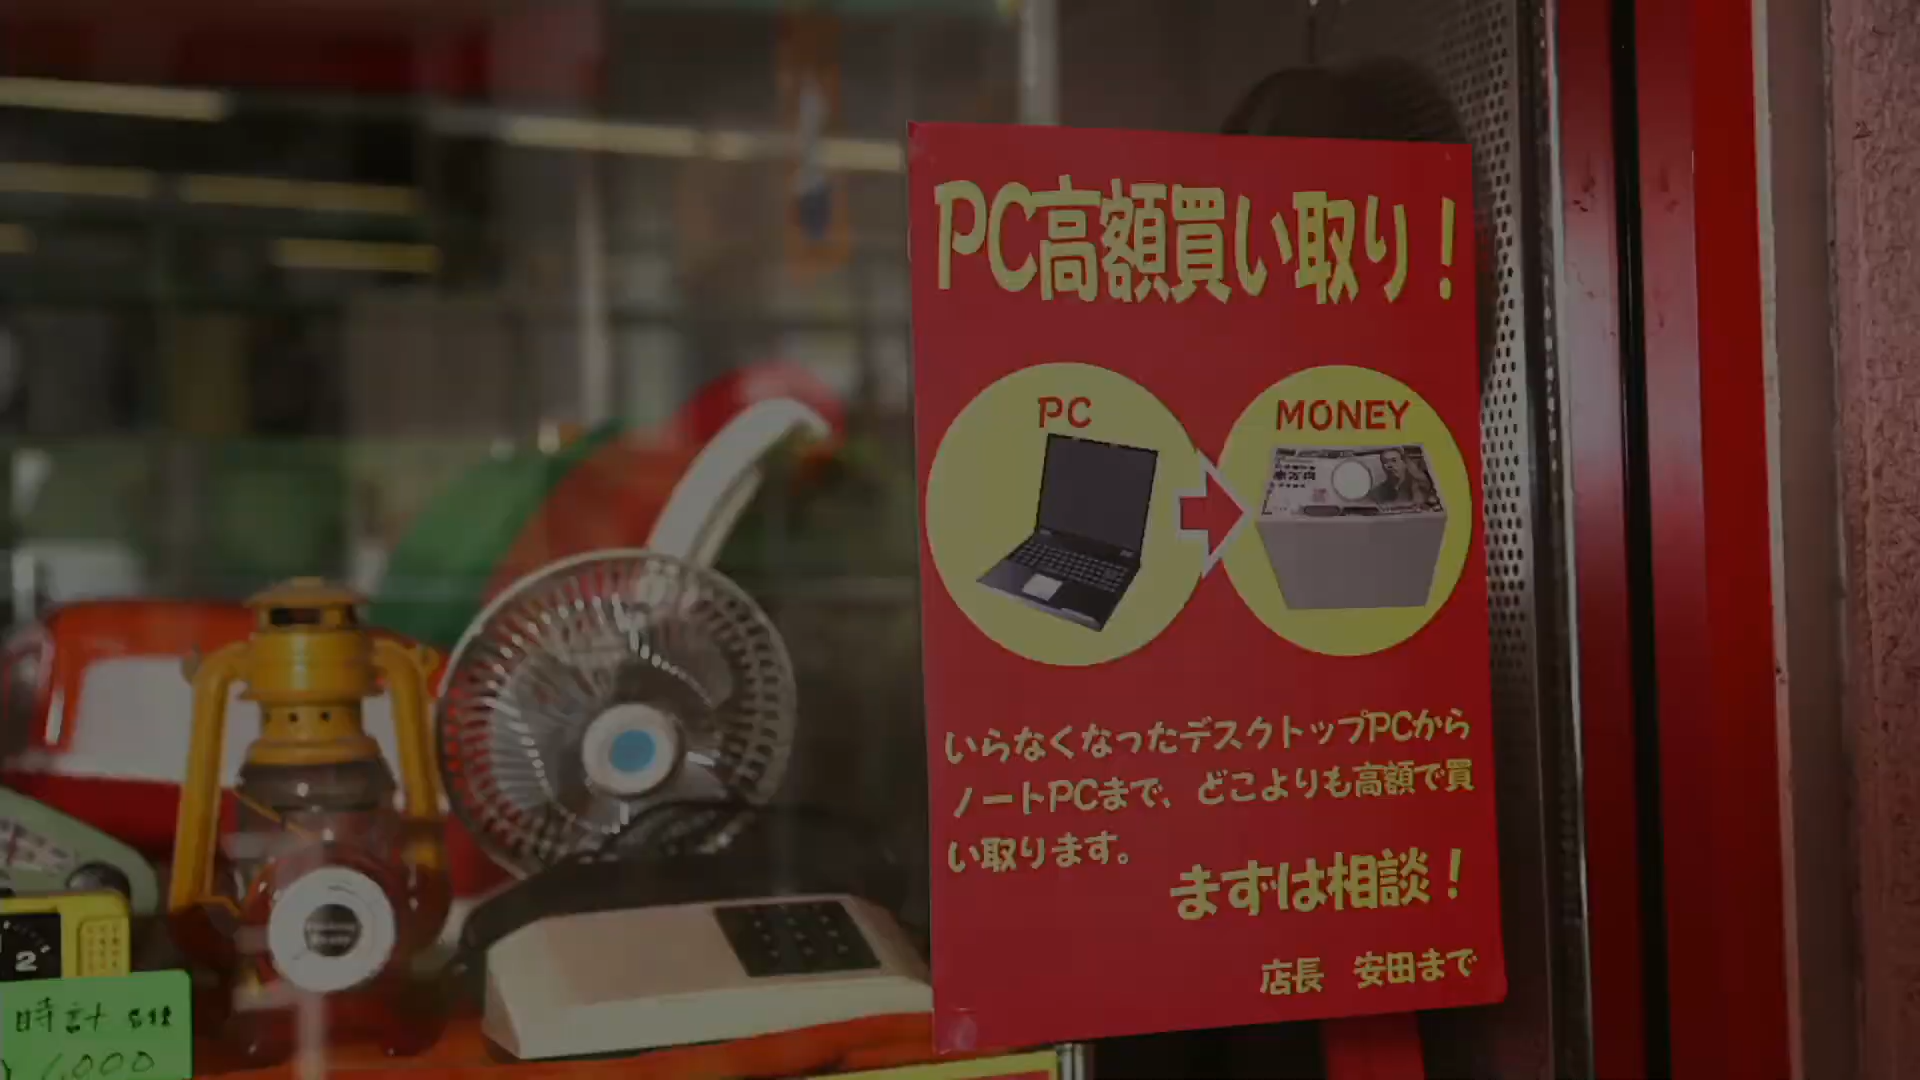 PC高額買い取り!
PC
MONEY
いらなくなったデスクトップPCから
ノートPCまで、どこよりも高額で買
い取ります。
まずは相談!
店長 安田まで
2
時計